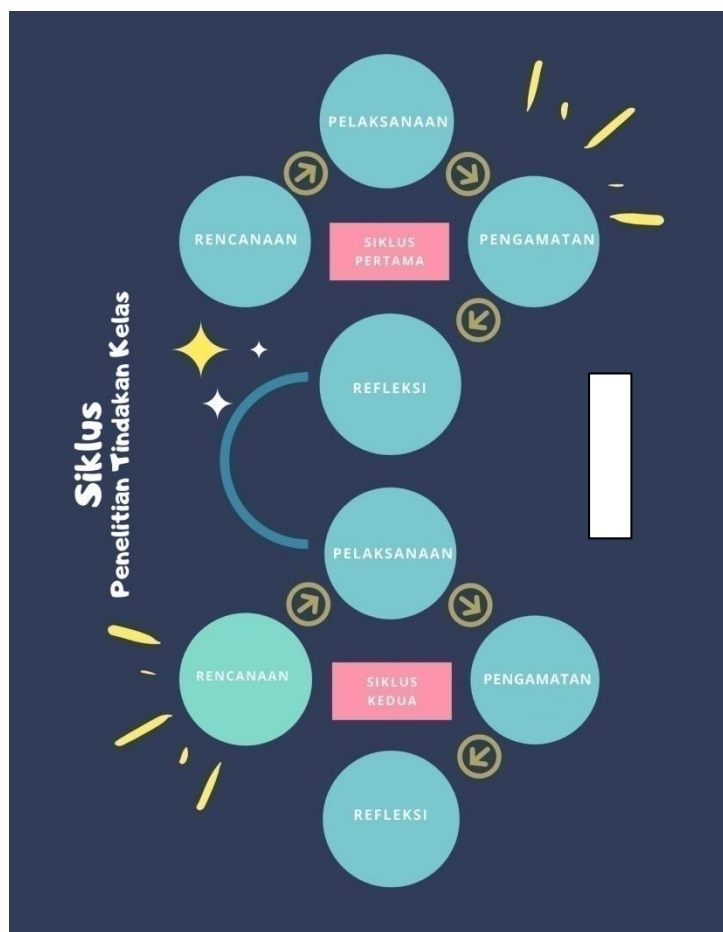 Siklus
Penelitian Tindakan Kelas
PELAKSANAAN
RENCANAAN
SIKLUS
PERTAMA
PENGAMATAN
REFLEKSI
PELAKSANAAN
RENCANAAN
SIKLUS
KEDUA
PENGAMATAN
REFLEKSI